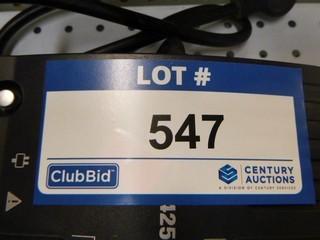 LOT #
547
ClubBid
CENTURY
AUCTIONS
A DIVISION OF CENTURY SERVICES
125